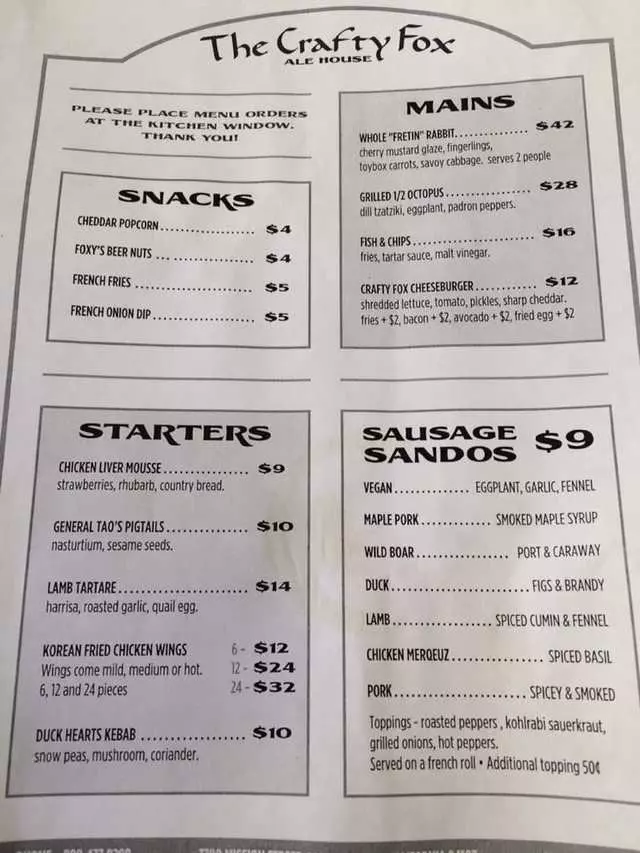 The Crafty Fox
ALE HOUSE
PLEASE PLACE MENU ORDERS
AT THE KITCHEN WINDOW.
THANK YOU!
SNACKS
CHEDDAR POPCORN.................... $4
FOXY'S BEER NUTS .................... $4
FRENCH FRIES......................... $5
FRENCH ONION DIP.................... $5
MAINS
WHOLE "FRETIN" RABBIT.............. $42
cherry mustard glaze, fingerlings,
toybox carrots, savoy cabbage. serves 2 people
GRILLED 1/2 OCTOPUS................. $28
dill tzatziki, eggplant, padron peppers.
FISH & CHIPS......................... $16
fries, tartar sauce, malt vinegar.
CRAFTY FOX CHEESEBURGER............ $12
shredded lettuce, tomato, pickles, sharp cheddar.
fries + $2, bacon + $2, avocado + $2, fried egg + $2
STARTERS
CHICKEN LIVER MOUSSE................ $9
strawberries, rhubarb, country bread.
GENERAL TAO'S PIGTAILS............... $10
nasturtium, sesame seeds.
LAMB TARTARE......................... $14
harrisa, roasted garlic, quail egg.
KOREAN FRIED CHICKEN WINGS 6 - $12
Wings come mild, medium or hot. 12 - $24
6, 12 and 24 pieces 24 - $32
DUCK HEARTS KEBAB .................. $10
snow peas, mushroom, coriander.
SAUSAGE
SANDOS $9
VEGAN.............. EGGPLANT, GARLIC, FENNEL
MAPLE PORK............. SMOKED MAPLE SYRUP
WILD BOAR................. PORT & CARAWAY
DUCK......................... FIGS & BRANDY
LAMB.................. SPICED CUMIN & FENNEL
CHICKEN MERQEUZ................. SPICED BASIL
PORK........................ SPICEY & SMOKED
Toppings - roasted peppers , kohlrabi sauerkraut,
grilled onions, hot peppers.
Served on a french roll • Additional topping 50¢